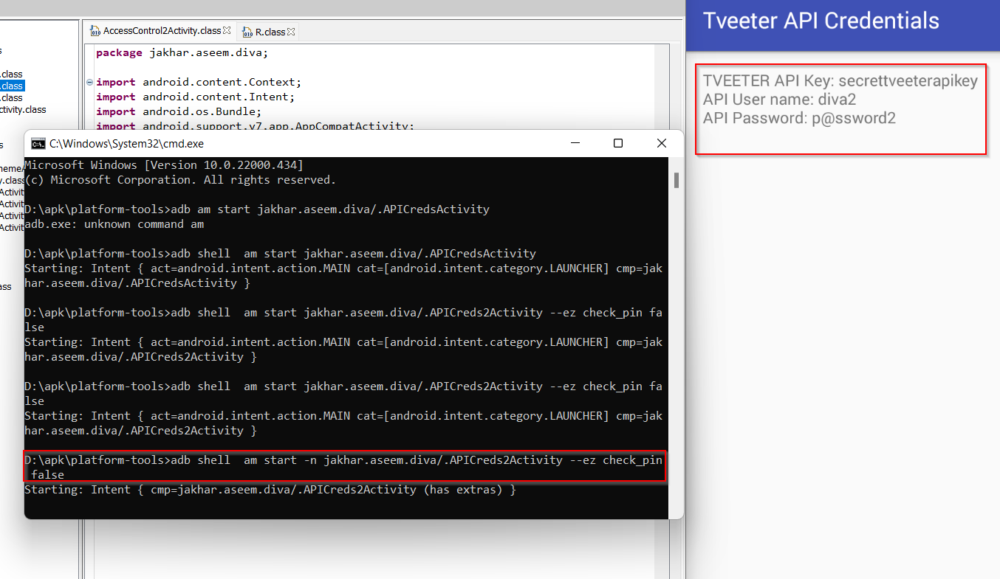 AccessControl2Activity.class
R.class
package jakhar.aseem.diva;
import android.content.Context;
import android.content.Intent;
import android.os.Bundle;
import android.support.v7.app.AppCompatActivity;
.class
.class
.class
ctivity.class
y.class
Activit
Activit
Activit
Activit
ass
C:\Windows\System32\cmd.exe
Microsoft Windows [Version 10.0.22000.434]
(c) Microsoft Corporation. All rights reserved.
D:\apk\platform-tools>adb am start jakhar.aseem.diva/.APICredsActivity
adb.exe: unknown command am
D:\apk\platform-tools>adb shell  am start jakhar.aseem.diva/.APICredsActivity
Starting: Intent { act=android.intent.action.MAIN cat=[android.intent.category.LAUNCHER] cmp=jak
har.aseem.diva/.APICredsActivity }
D:\apk\platform-tools>adb shell  am start jakhar.aseem.diva/.APICreds2Activity --ez check_pin fa
lse
Starting: Intent { act=android.intent.action.MAIN cat=[android.intent.category.LAUNCHER] cmp=jak
har.aseem.diva/.APICreds2Activity }
D:\apk\platform-tools>adb shell  am start jakhar.aseem.diva/.APICreds2Activity --ez check_pin fa
lse
Starting: Intent { act=android.intent.action.MAIN cat=[android.intent.category.LAUNCHER] cmp=jak
har.aseem.diva/.APICreds2Activity }
D:\apk\platform-tools>adb shell  am start -n jakhar.aseem.diva/.APICreds2Activity --ez check_pin
false
Starting: Intent { cmp=jakhar.aseem.diva/.APICreds2Activity (has extras) }
Tveeter API Credentials
TVEETER API Key: secrettveeterapikey
API User name: diva2
API Password: p@ssword2